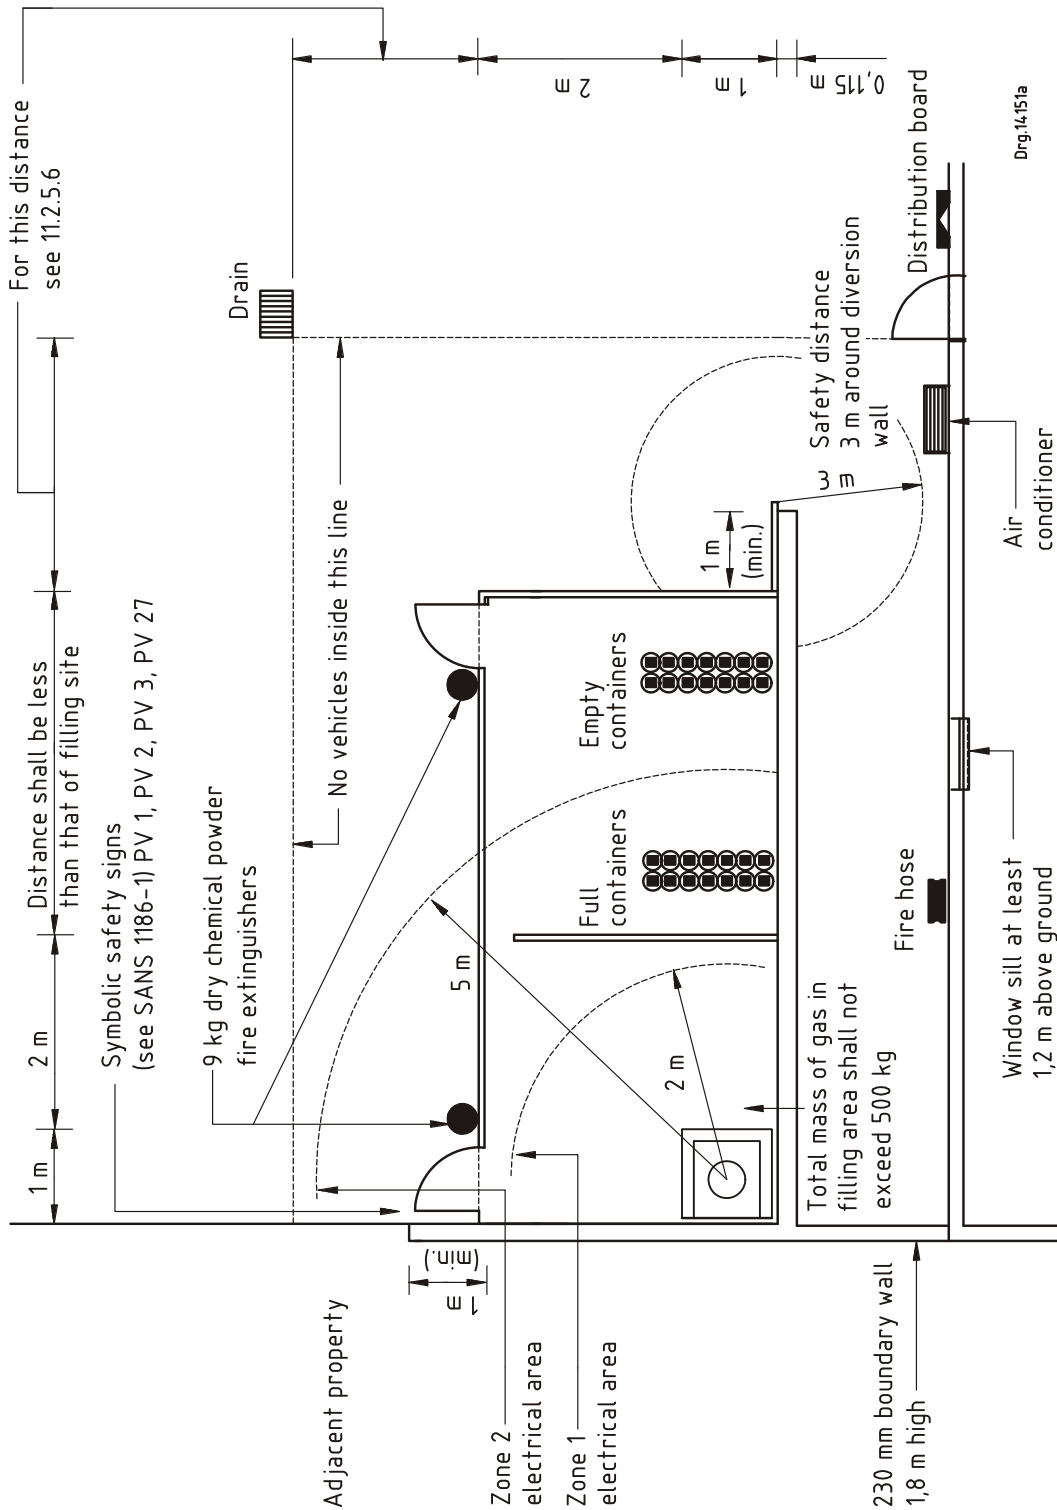 For this distance
see 11.2.5.6
Distance shall be less
than that of filling site
2 m
1 m
Symbolic safety signs
(see SANS 1186-1) PV 1, PV 2, PV 3, PV 27
9 kg dry chemical powder
fire extinguishers
Drain
No vehicles inside this line
2 m
1 m
0,115 m
Adjacent property
1 m
(min.)
Zone 2
electrical area
Zone 1
electrical area
5 m
2 m
Full
containers
Empty
containers
1 m
(min.)
3 m
Safety distance
3 m around diversion
wall
Total mass of gas in
filling area shall not
exceed 500 kg
Fire hose
Distribution board
230 mm boundary wall
1,8 m high
Window sill at least
1,2 m above ground
Air
conditioner
Drg.14151a